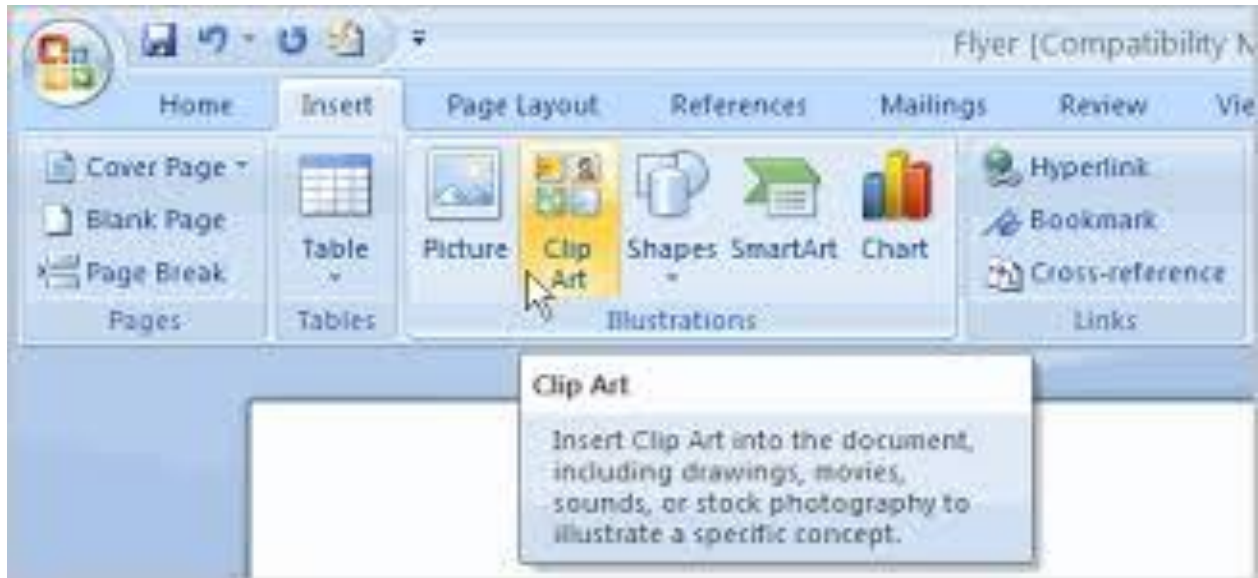 Flyer [Compatibility
Home Insert Page Layout References Mailings Review Vie
Cover Page
Blank Page
Page Break
Pages
Table
Tables
Picture
Clip
Art
Shapes
SmartArt
Chart
Illustrations
Hyperlink
Bookmark
Cross-reference
Links
Clip Art
Insert Clip Art into the document,
including drawings, movies,
sounds, or stock photography to
illustrate a specific concept.